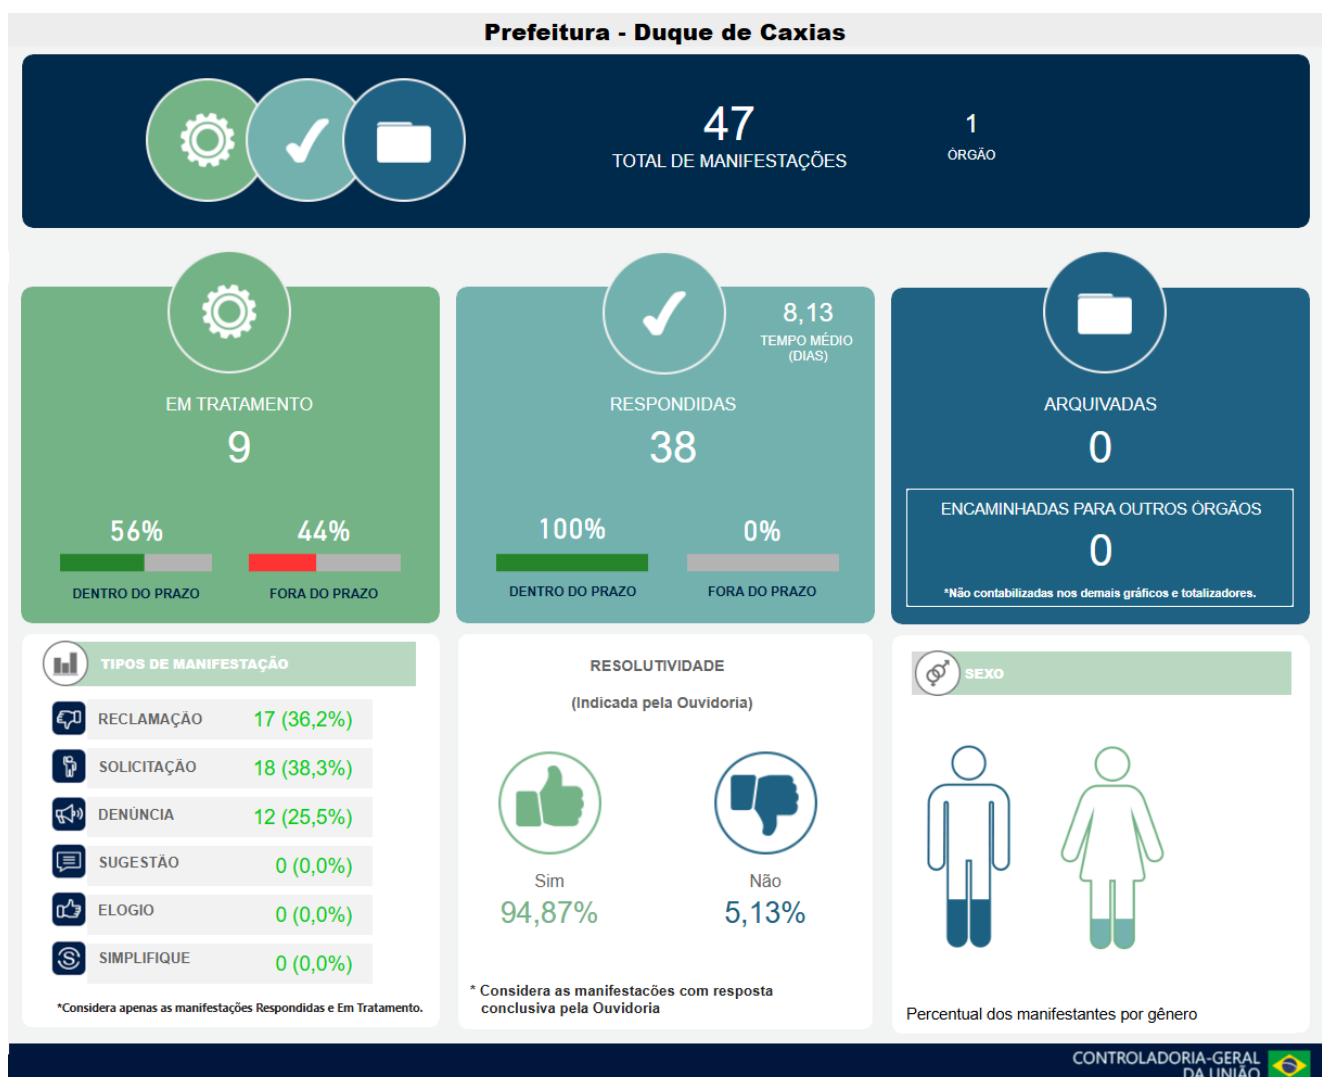 Prefeitura - Duque de Caxias
47
TOTAL DE MANIFESTAÇÕES
1
ÓRGÃO
EM TRATAMENTO
9
56%
44%
DENTRO DO PRAZO
FORA DO PRAZO
8,13
TEMPO MÉDIO
(DIAS)
RESPONDIDAS
38
100%
0%
DENTRO DO PRAZO
FORA DO PRAZO
ARQUIVADAS
0
ENCAMINHADAS PARA OUTROS ÓRGÃOS
0
*Não contabilizadas nos demais gráficos e totalizadores.
TIPOS DE MANIFESTAÇÃO
RECLAMAÇÃO 17 (36,2%)
SOLICITAÇÃO 18 (38,3%)
DENÚNCIA 12 (25,5%)
SUGESTÃO 0 (0,0%)
ELOGIO 0 (0,0%)
SIMPLIFIQUE 0 (0,0%)
*Considera apenas as manifestações Respondidas e Em Tratamento.
RESOLUTIVIDADE
(Indicada pela Ouvidoria)
Sim
94,87%
Não
5,13%
* Considera as manifestacões com resposta
conclusiva pela Ouvidoria
SEXO
Percentual dos manifestantes por gênero
CONTROLADORIA-GERAL
DA UNIÃO